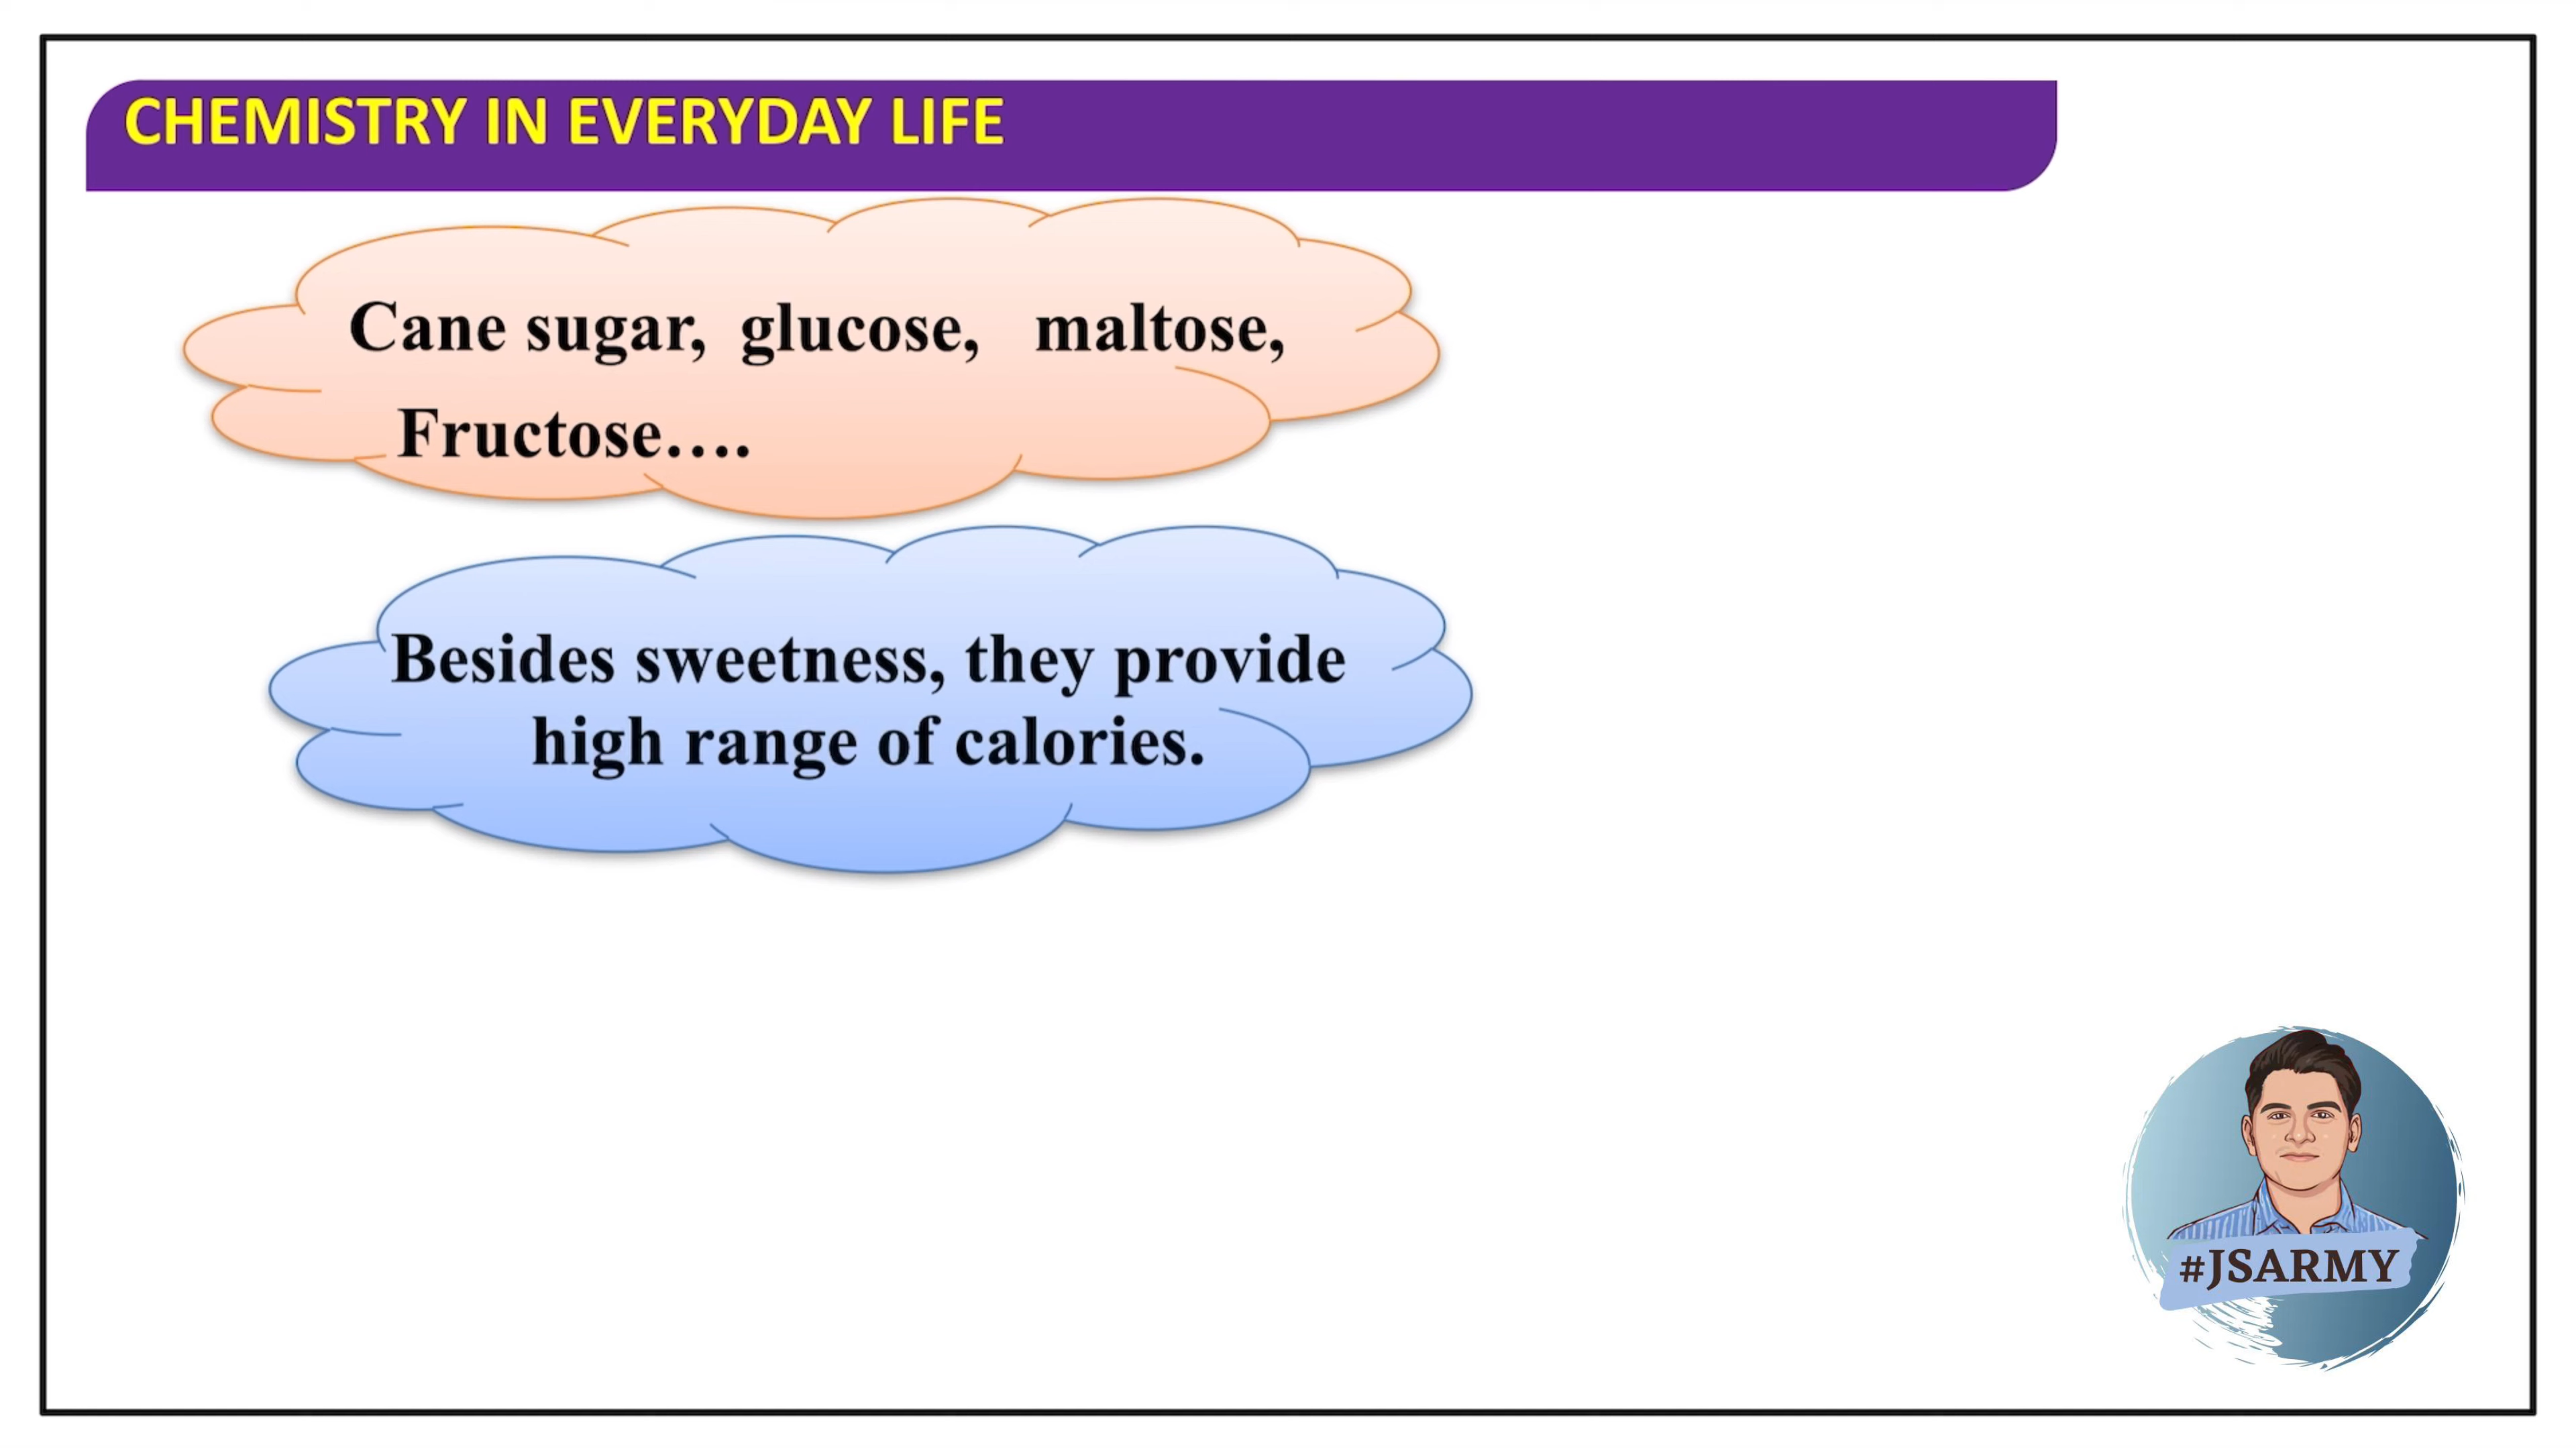 CHEMISTRY IN EVERYDAY LIFE
Cane sugar, glucose, maltose,
Fructose....
Besides sweetness, they provide
high range of calories.
#JSARMY